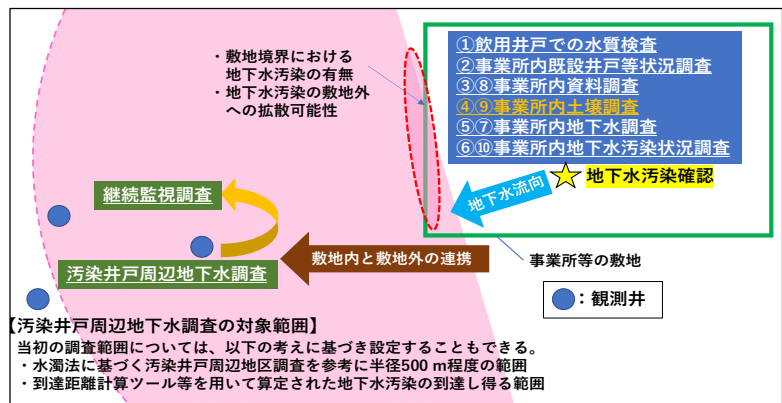 ・敷地境界における
地下水汚染の有無
・地下水汚染の敷地外
への拡散可能性
①飲用井戸での水質検査
②事業所内既設井戸等状況調査
③⑧事業所内資料調査
④⑨事業所内土壌調査
⑤⑦事業所内地下水調査
⑥⑩事業所内地下水汚染状況調査
地下水汚染確認
地下水流向
継続監視調査
敷地内と敷地外の連携
事業所等の敷地
汚染井戸周辺地下水調査
：観測井
【汚染井戸周辺地下水調査の対象範囲】
当初の調査範囲については、以下の考えに基づき設定することもできる。
・水濁法に基づく汚染井戸周辺地区調査を参考に半径500 m程度の範囲
・到達距離計算ツール等を用いて算定された地下水汚染の到達し得る範囲